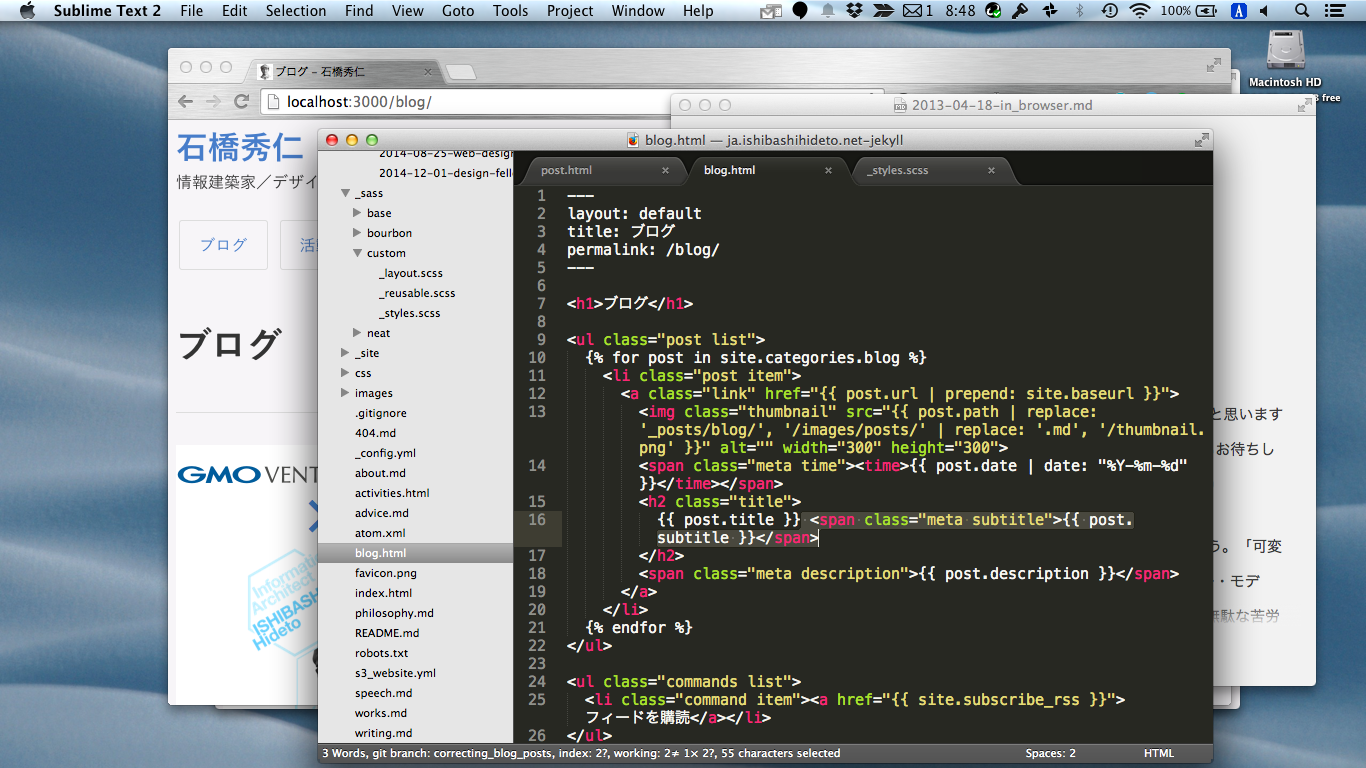 Sublime Text 2 File Edit Selection Find View Goto Tools Project Window Help 1 8:48 100% A
Macintosh HD
free
ブログ – 石橋秀仁
localhost:3000/blog/
2013-04-18-in_browser.md
石橋秀仁
情報建築家／デザイ
ブログ
ブログ
GMO VENT
Information
Architect
ISHIBASHI
Hideto
と思います
お待ちし
う。「可変
・モデ
無駄な苦労
blog.html — ja.ishibashihideto.net-jekyll
2014-08-25-web-design
2014-12-01-design-fell
_sass
base
bourbon
custom
_layout.scss
_reusable.scss
_styles.scss
neat
_site
css
images
.gitignore
404.md
_config.yml
about.md
activities.html
advice.md
atom.xml
blog.html
favicon.png
index.html
philosophy.md
README.md
robots.txt
s3_website.yml
speech.md
works.md
writing.md
post.html × blog.html × _styles.scss ×
1 ---
2 layout: default
3 title: ブログ
4 permalink: /blog/
5 ---
6
7 <h1>ブログ</h1>
8
9 <ul class="post list">
10 {% for post in site.categories.blog %}
11 <li class="post item">
12 <a class="link" href="{{ post.url | prepend: site.baseurl }}">
13 <img class="thumbnail" src="{{ post.path | replace:
'_posts/blog/', '/images/posts/' | replace: '.md', '/thumbnail.
png' }}" alt="" width="300" height="300">
14 <span class="meta time"><time>{{ post.date | date: "%Y-%m-%d"
}}</time></span>
15 <h2 class="title">
16 {{ post.title }} <span class="meta subtitle">{{ post.
subtitle }}</span>
17 </h2>
18 <span class="meta description">{{ post.description }}</span>
19 </a>
20 </li>
21 {% endfor %}
22 </ul>
23
24 <ul class="commands list">
25 <li class="command item"><a href="{{ site.subscribe_rss }}">
フィードを購読</a></li>
26 </ul>
3 Words, git branch: correcting_blog_posts, index: 2?, working: 2≠ 1× 2?, 55 characters selected Spaces: 2 HTML